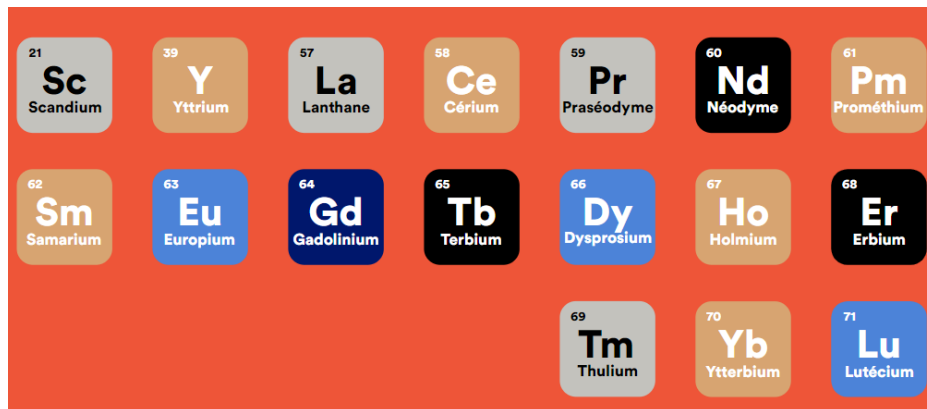 21 39 57 58 59 60 61
Sc Y La Ce Pr Nd Pm
Scandium Yttrium Lanthane Cérium Praséodyme Néodyme Prométhium
62 63 64 65 66 67 68
Sm Eu Gd Tb Dy Ho Er
Samarium Europium Gadolinium Terbium Dysprosium Holmium Erbium
69 70 71
Tm Yb Lu
Thulium Ytterbium Lutécium